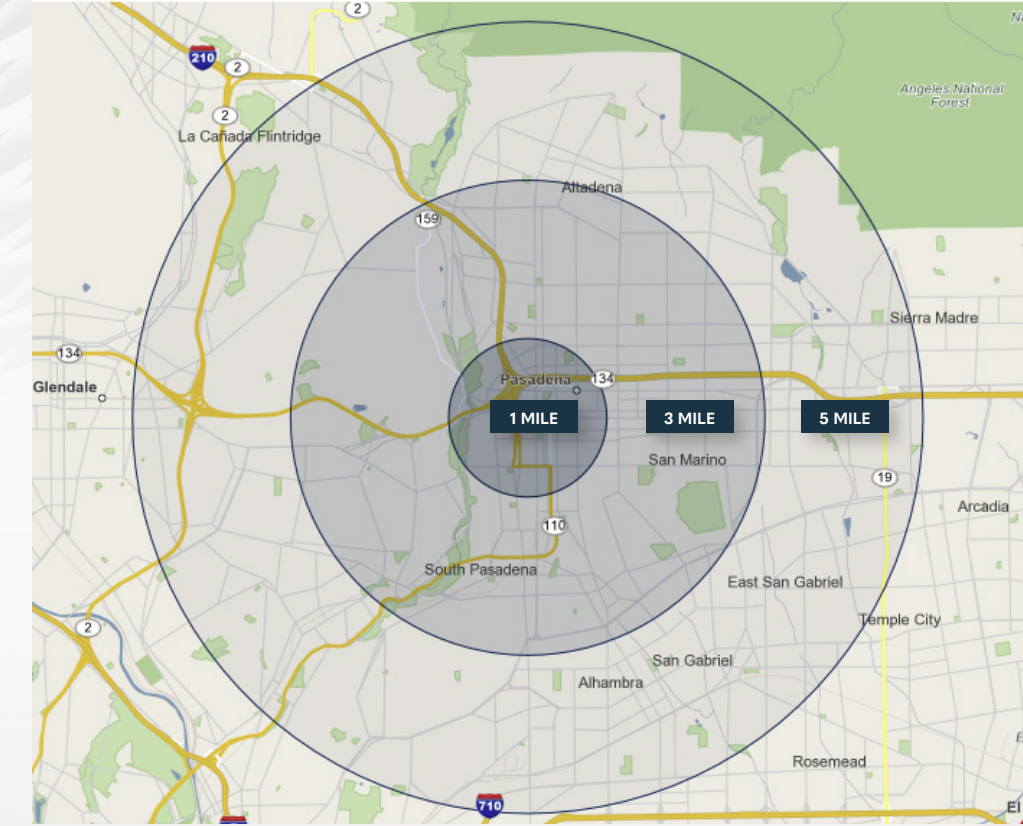 2
210
2
2
Angeles National
Forest
La Cañada Flintridge
Altadena
159
Sierra Madre
134
Pasadena
134
Glendale
1 MILE
3 MILE
5 MILE
San Marino
19
Arcadia
110
South Pasadena
East San Gabriel
Temple City
2
San Gabriel
Alhambra
Rosemead
710
El